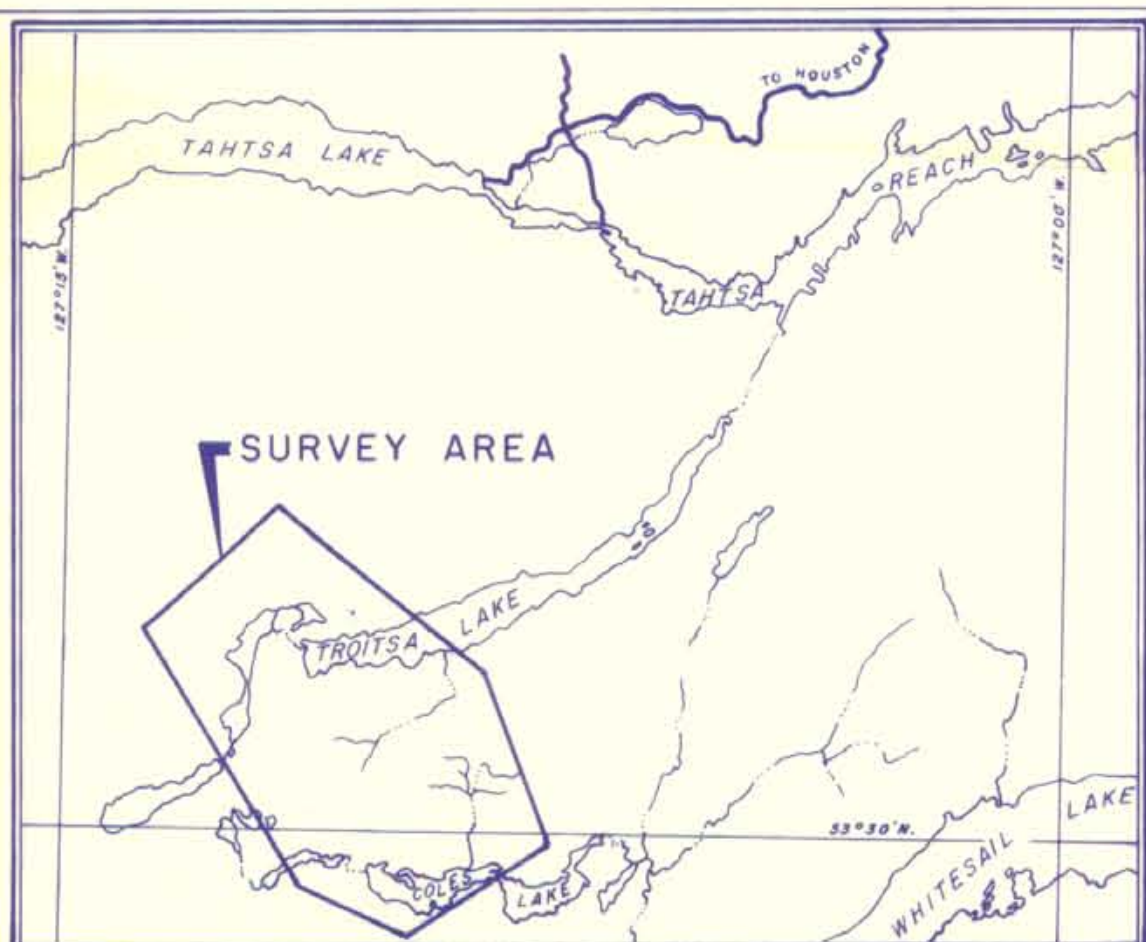 TO HOUSTON
TAHTSA LAKE
REACH
127°15'W.
127°00'W.
TAHTSA
SURVEY AREA
LAKE
TROITSA
LAKE
53°30'N.
COLES
LAKE
WHITESAIL